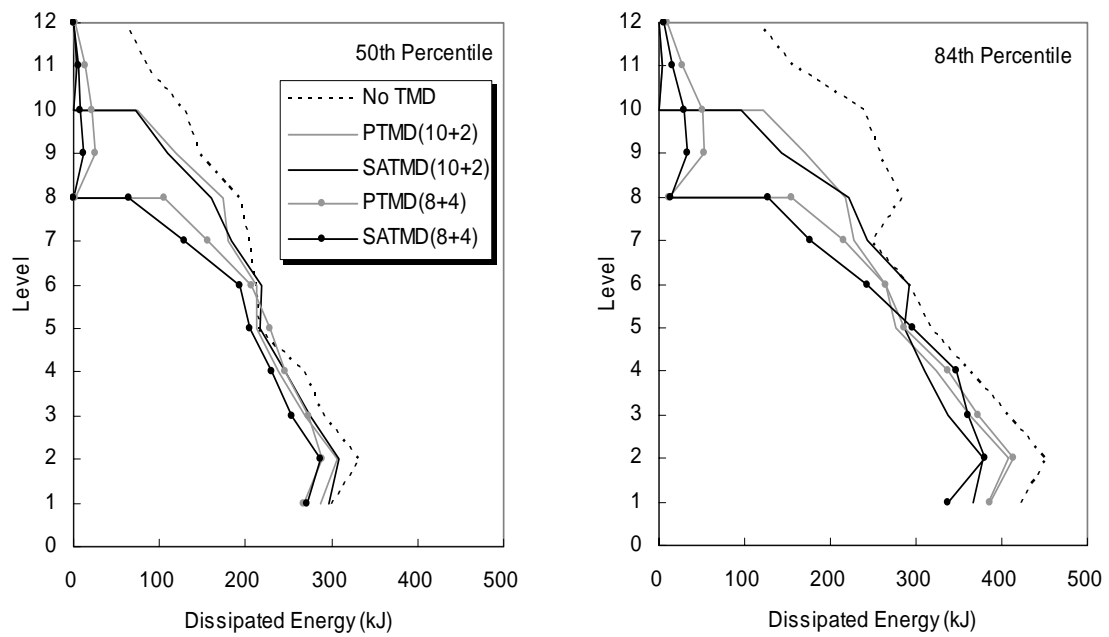 50th Percentile
No TMD
PTMD(10+2)
SATMD(10+2)
PTMD(8+4)
SATMD(8+4)
12
11
10
9
8
7
6
5
4
3
2
1
0
Level
0 100 200 300 400 500
Dissipated Energy (kJ)
84th Percentile
12
11
10
9
8
7
6
5
4
3
2
1
0
Level
0 100 200 300 400 500
Dissipated Energy (kJ)